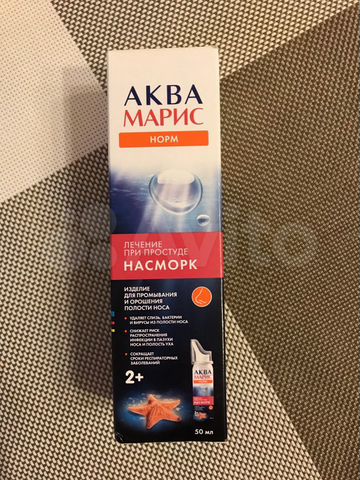 АКВА
МАРИС
НОРМ
ЛЕЧЕНИЕ
ПРИ ПРОСТУДЕ
НАСМОРК
ИЗДЕЛИЕ
ДЛЯ ПРОМЫВАНИЯ
И ОРОШЕНИЯ
ПОЛОСТИ НОСА
• УДАЛЯЕТ СЛИЗЬ, БАКТЕРИИ
И ВИРУСЫ ИЗ ПОЛОСТИ НОСА
• СНИЖАЕТ РИСК
РАСПРОСТРАНЕНИЯ
ИНФЕКЦИИ В ПАЗУХИ
НОСА И ПОЛОСТЬ УХА
• СОКРАЩАЕТ
СРОКИ РЕСПИРАТОРНЫХ
ЗАБОЛЕВАНИЙ
2+
АКВА
МАРИС
50 мл